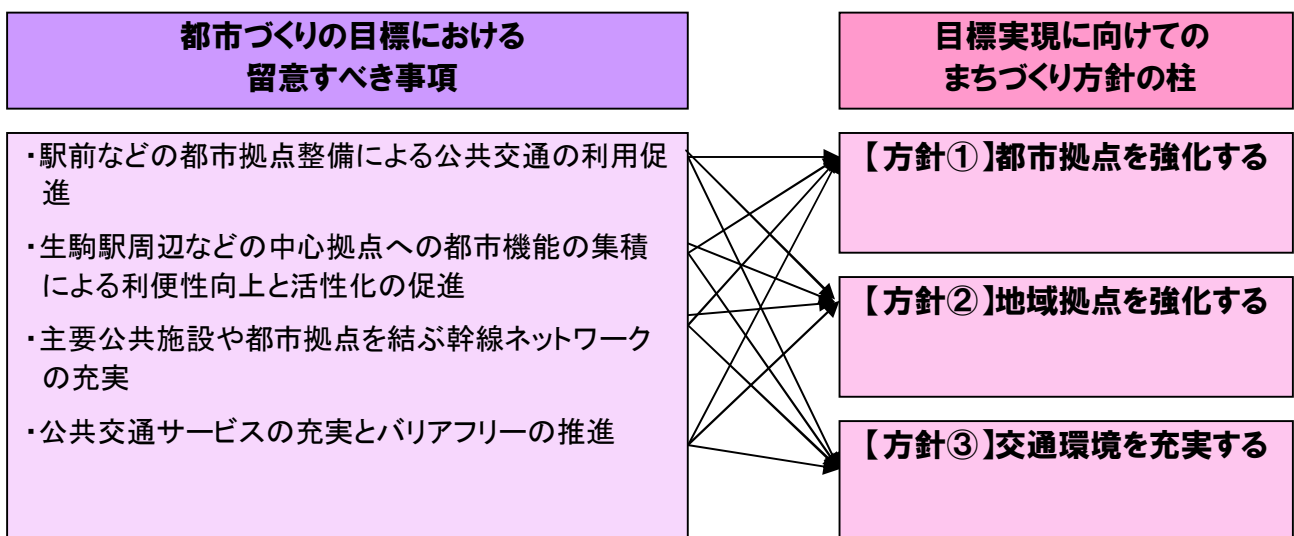 都市づくりの目標における
留意すべき事項
・駅前などの都市拠点整備による公共交通の利用促
進
・生駒駅周辺などの中心拠点への都市機能の集積
による利便性向上と活性化の促進
・主要公共施設や都市拠点を結ぶ幹線ネットワーク
の充実
・公共交通サービスの充実とバリアフリーの推進
目標実現に向けての
まちづくり方針の柱
【方針①】都市拠点を強化する
【方針②】地域拠点を強化する
【方針③】交通環境を充実する